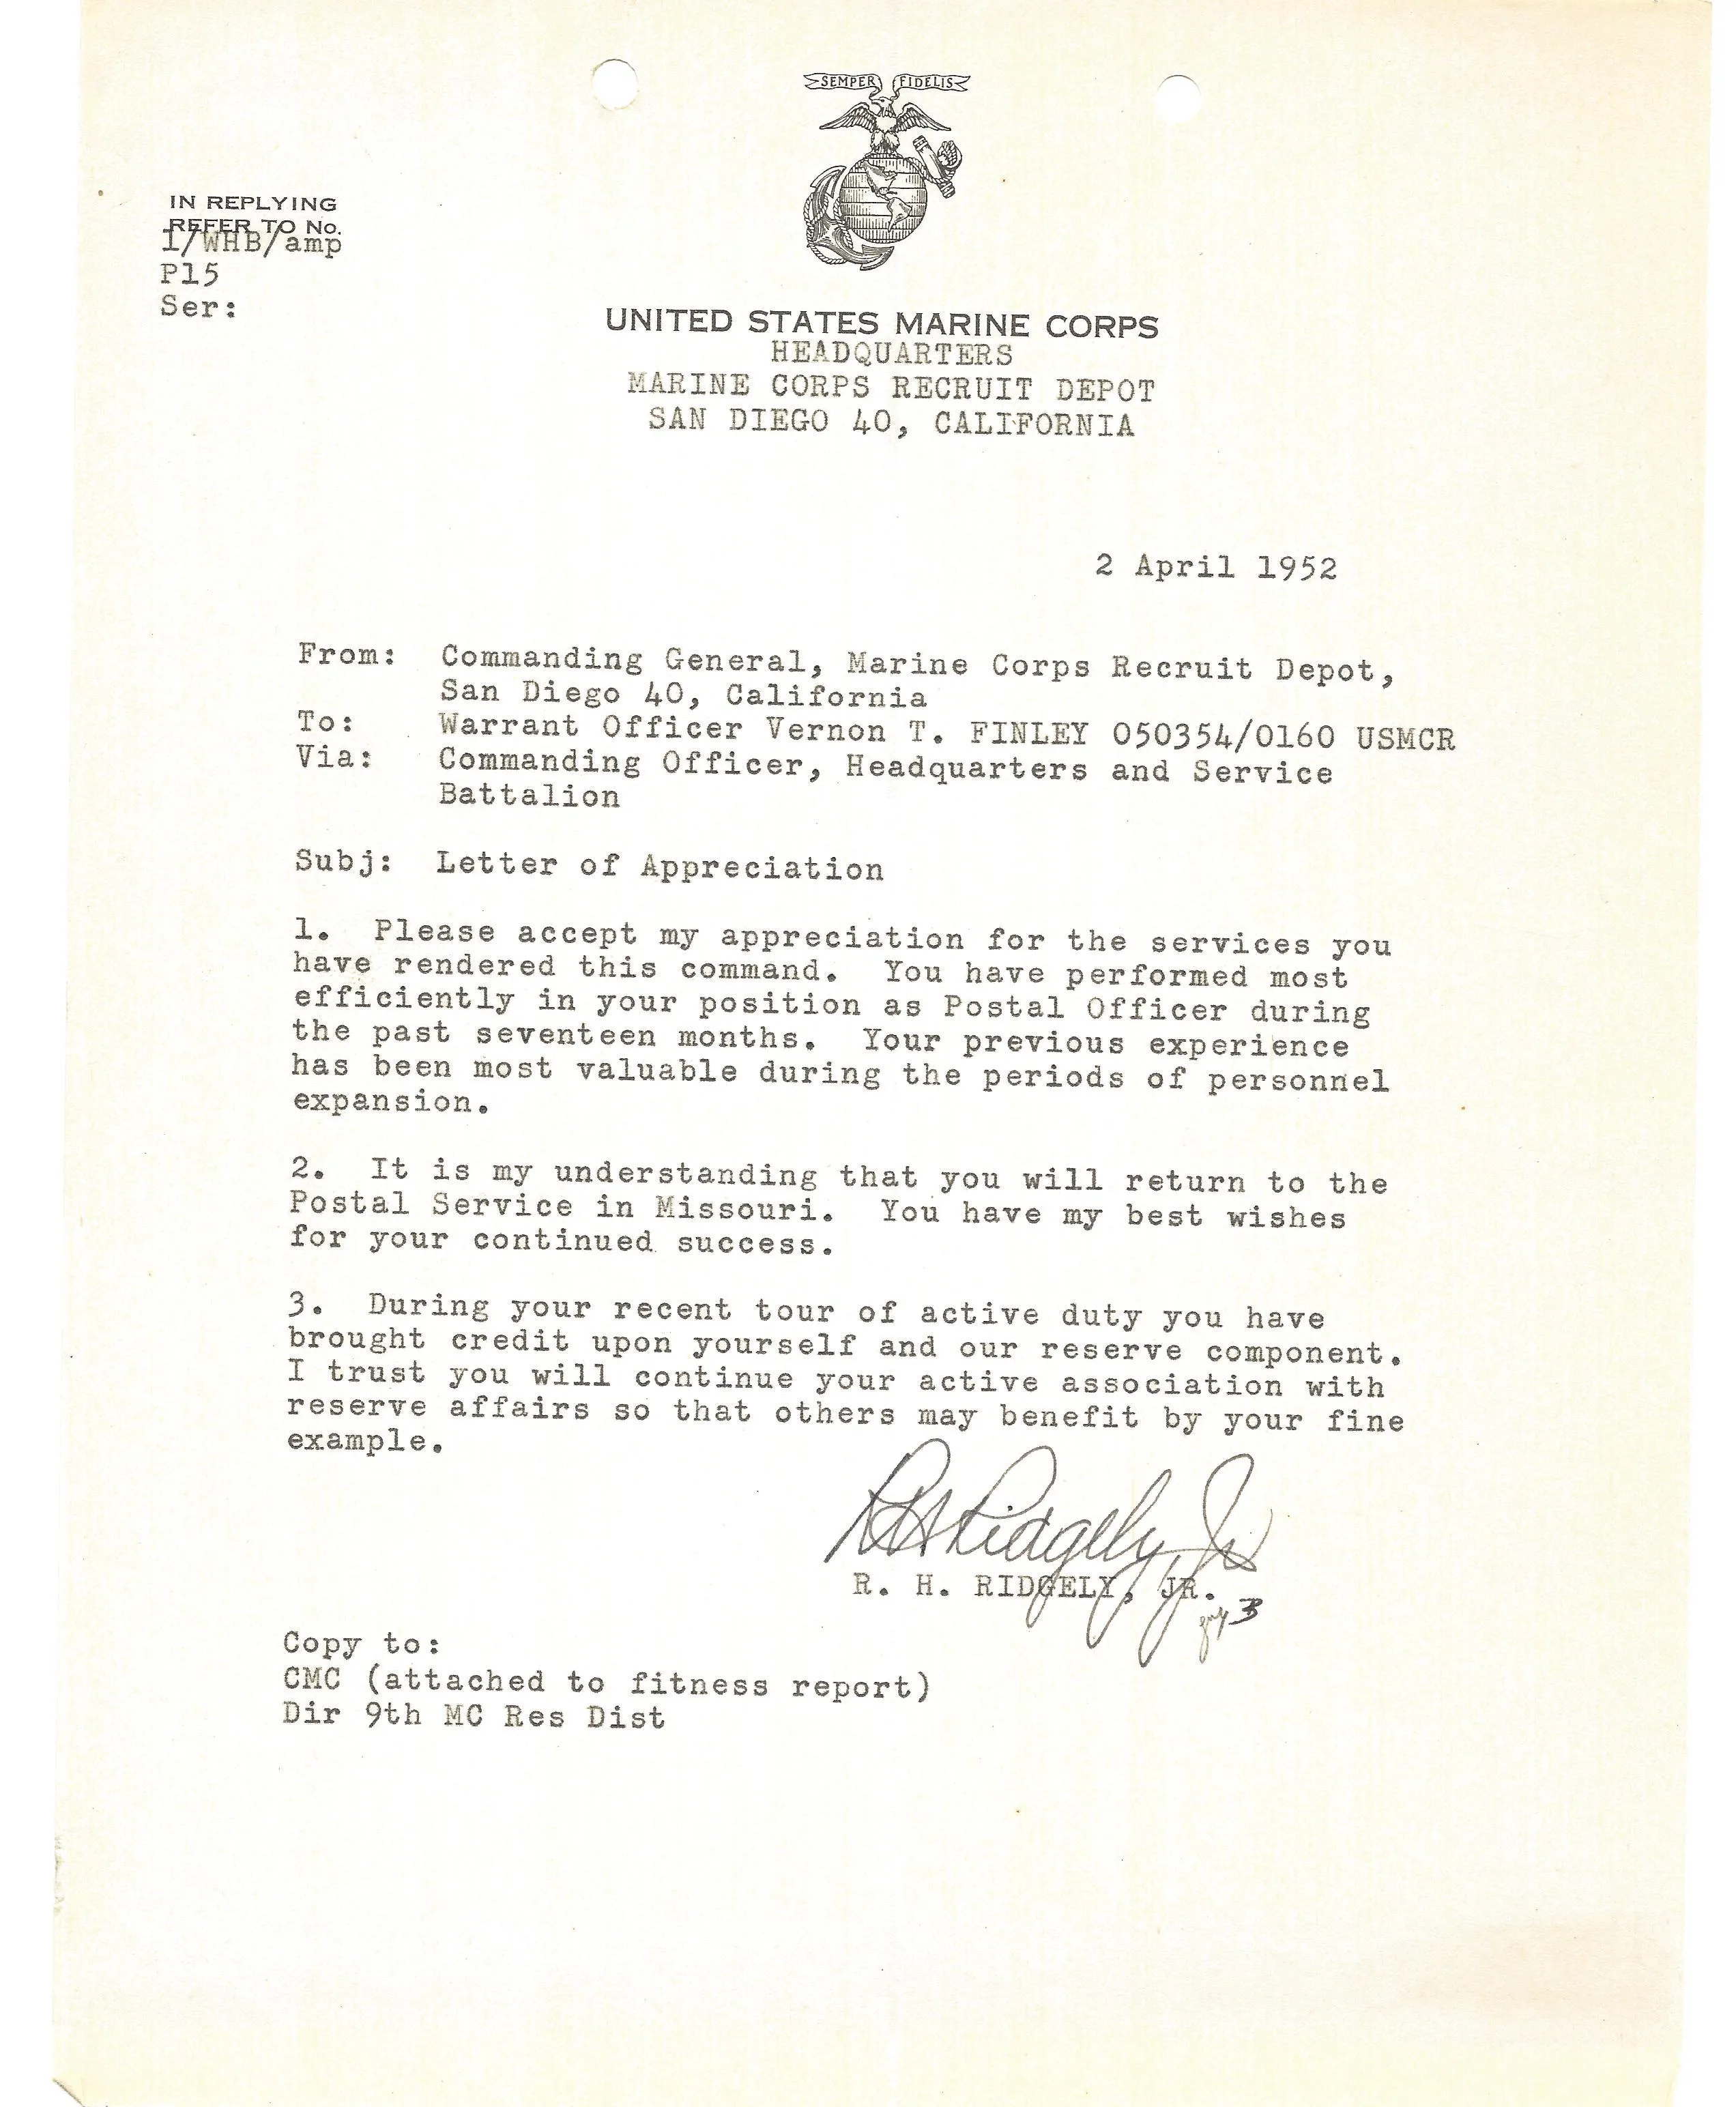 SEMPER FIDELIS
IN REPLYING
REFER TO No.
1/WHB/amp
P15
Ser:
UNITED STATES MARINE CORPS
HEADQUARTERS
MARINE CORPS RECRUIT DEPOT
SAN DIEGO 40, CALIFORNIA
2 April 1952
From: Commanding General, Marine Corps Recruit Depot,
San Diego 40, California
To: Warrant Officer Vernon T. FINLEY 050354/0160 USMCR
Via: Commanding Officer, Headquarters and Service
Battalion
Subj: Letter of Appreciation
1. Please accept my appreciation for the services you
have rendered this command. You have performed most
efficiently in your position as Postal Officer during
the past seventeen months. Your previous experience
has been most valuable during the periods of personnel
expansion.
2. It is my understanding that you will return to the
Postal Service in Missouri. You have my best wishes
for your continued success.
3. During your recent tour of active duty you have
brought credit upon yourself and our reserve component.
I trust you will continue your active association with
reserve affairs so that others may benefit by your fine
example.
R H Ridgely, Jr
R. H. RIDGELY, JR.
Copy to:
CMC (attached to fitness report)
Dir 9th MC Res Dist